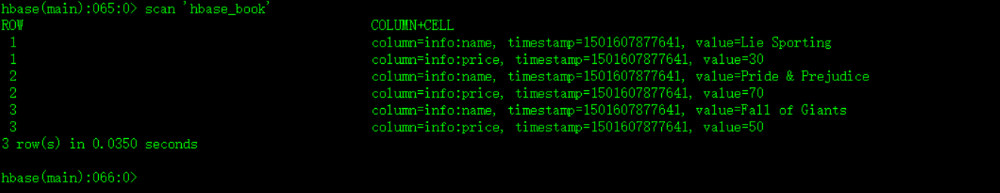 hbase(main):065:0> scan 'hbase_book'
ROW COLUMN+CELL
1 column=info:name, timestamp=1501607877641, value=Lie Sporting
1 column=info:price, timestamp=1501607877641, value=30
2 column=info:name, timestamp=1501607877641, value=Pride & Prejudice
2 column=info:price, timestamp=1501607877641, value=70
3 column=info:name, timestamp=1501607877641, value=Fall of Giants
3 column=info:price, timestamp=1501607877641, value=50
3 row(s) in 0.0350 seconds
hbase(main):066:0>